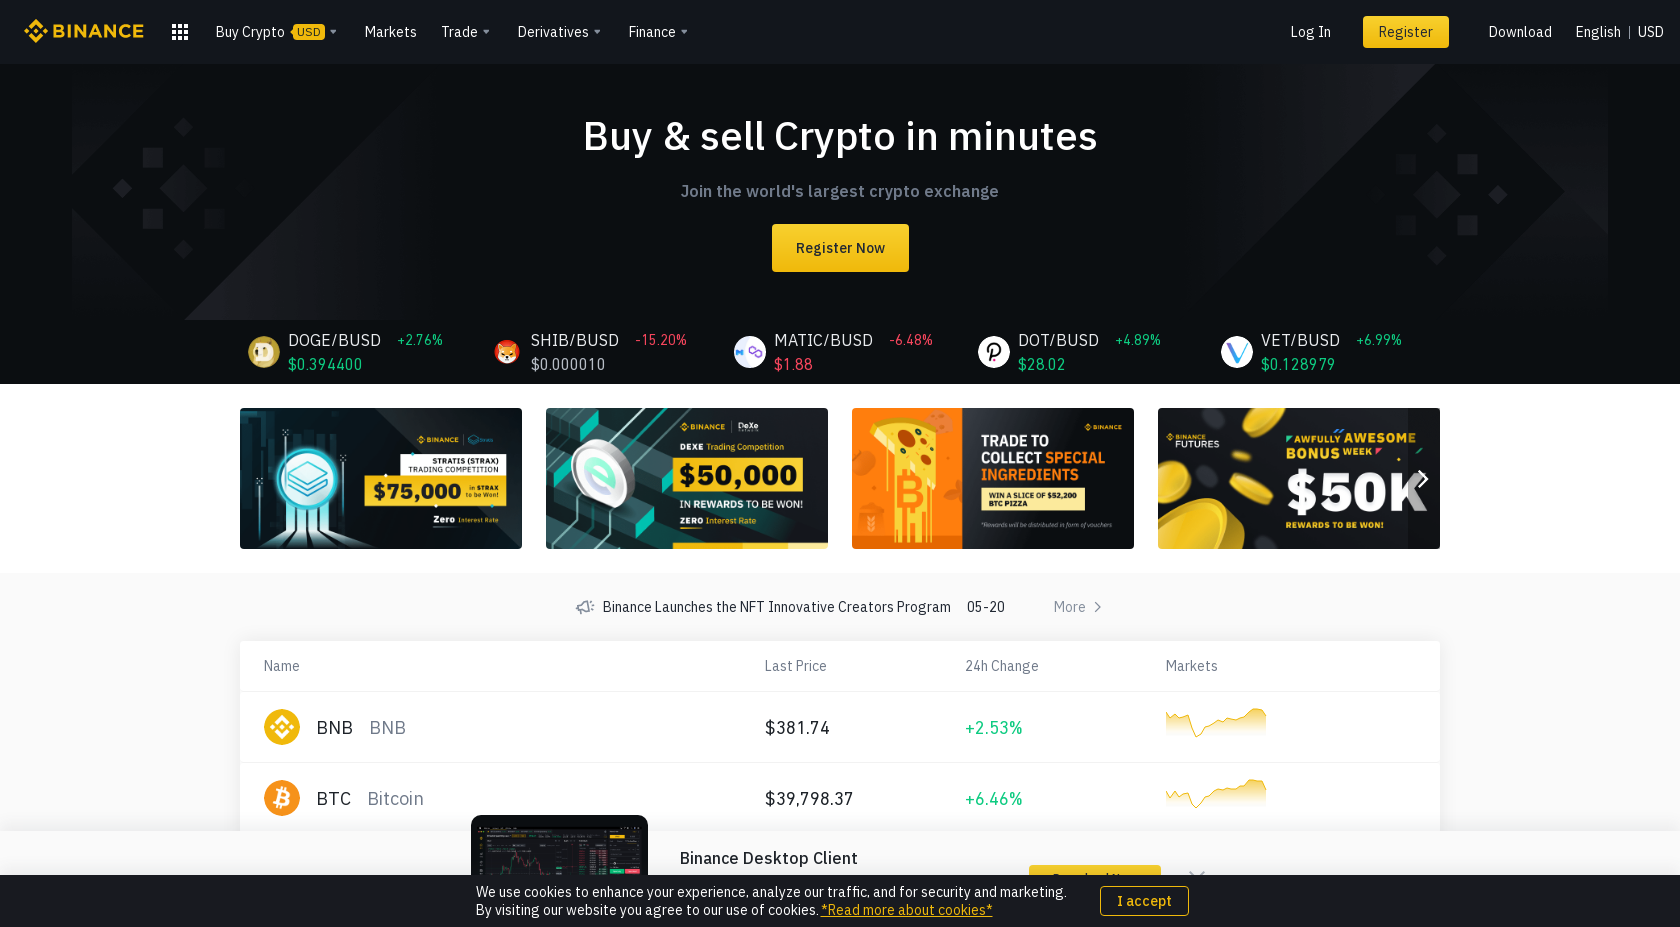 BINANCE
Buy Crypto USD
Markets
Trade
Derivatives
Finance
Log In
Register
Download
English | USD
Buy & sell Crypto in minutes
Join the world's largest crypto exchange
Register Now
DOGE/BUSD +2.76%
$0.394400
SHIB/BUSD -15.20%
$0.000010
MATIC/BUSD -6.48%
$1.88
DOT/BUSD +4.89%
$28.02
VET/BUSD +6.99%
$0.128979
BINANCE
STRATIS (STRAX)
TRADING COMPETITION
$75,000 in STRAX
to be Won!
Zero Interest Rate
BINANCE | DeXe
NETWORK
DEXE Trading Competition
$50,000
IN REWARDS TO BE WON!
ZERO Interest Rate
BINANCE
TRADE TO
COLLECT SPECIAL
INGREDIENTS
WIN A SLICE OF $52,200
BTC PIZZA
*Rewards will be distributed in form of vouchers
BINANCE
FUTURES
AWFULLY AWESOME
BONUS WEEK
$50K
REWARDS TO BE WON!
Binance Launches the NFT Innovative Creators Program 05-20 More
Name Last Price 24h Change Markets
BNB BNB $381.74 +2.53%
BTC Bitcoin $39,798.37 +6.46%
Binance Desktop Client
We use cookies to enhance your experience, analyze our traffic, and for security and marketing.
By visiting our website you agree to our use of cookies. *Read more about cookies*
I accept